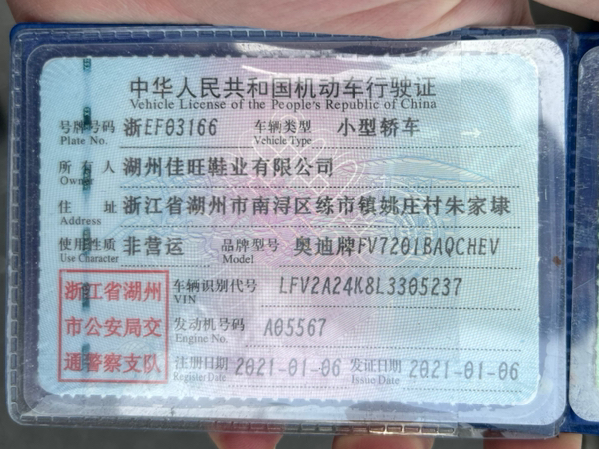 中华人民共和国机动车行驶证
Vehicle License of the People's Republic of China
号牌号码 浙EF03166 车辆类型 小型轿车
Plate No. Vehicle Type
所有人 湖州佳旺鞋业有限公司
Owner
住址 浙江省湖州市南浔区练市镇姚庄村朱家埭
Address
使用性质 非营运 品牌型号 奥迪牌FV7201BAQCHEV
Use Character Model
浙江省湖州
市公安局交
通警察支队
车辆识别代号 LFV2A24K8L3305237
VIN
发动机号码 A05567
Engine No.
注册日期 2021-01-06 发证日期 2021-01-06
Register Date Issue Date